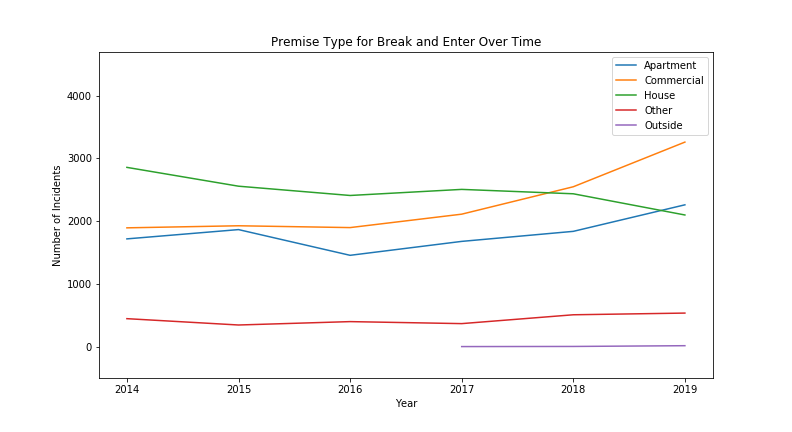 Premise Type for Break and Enter Over Time
Apartment
Commercial
House
Other
Outside
4000
3000
2000
1000
0
Number of Incidents
2014 2015 2016 2017 2018 2019
Year